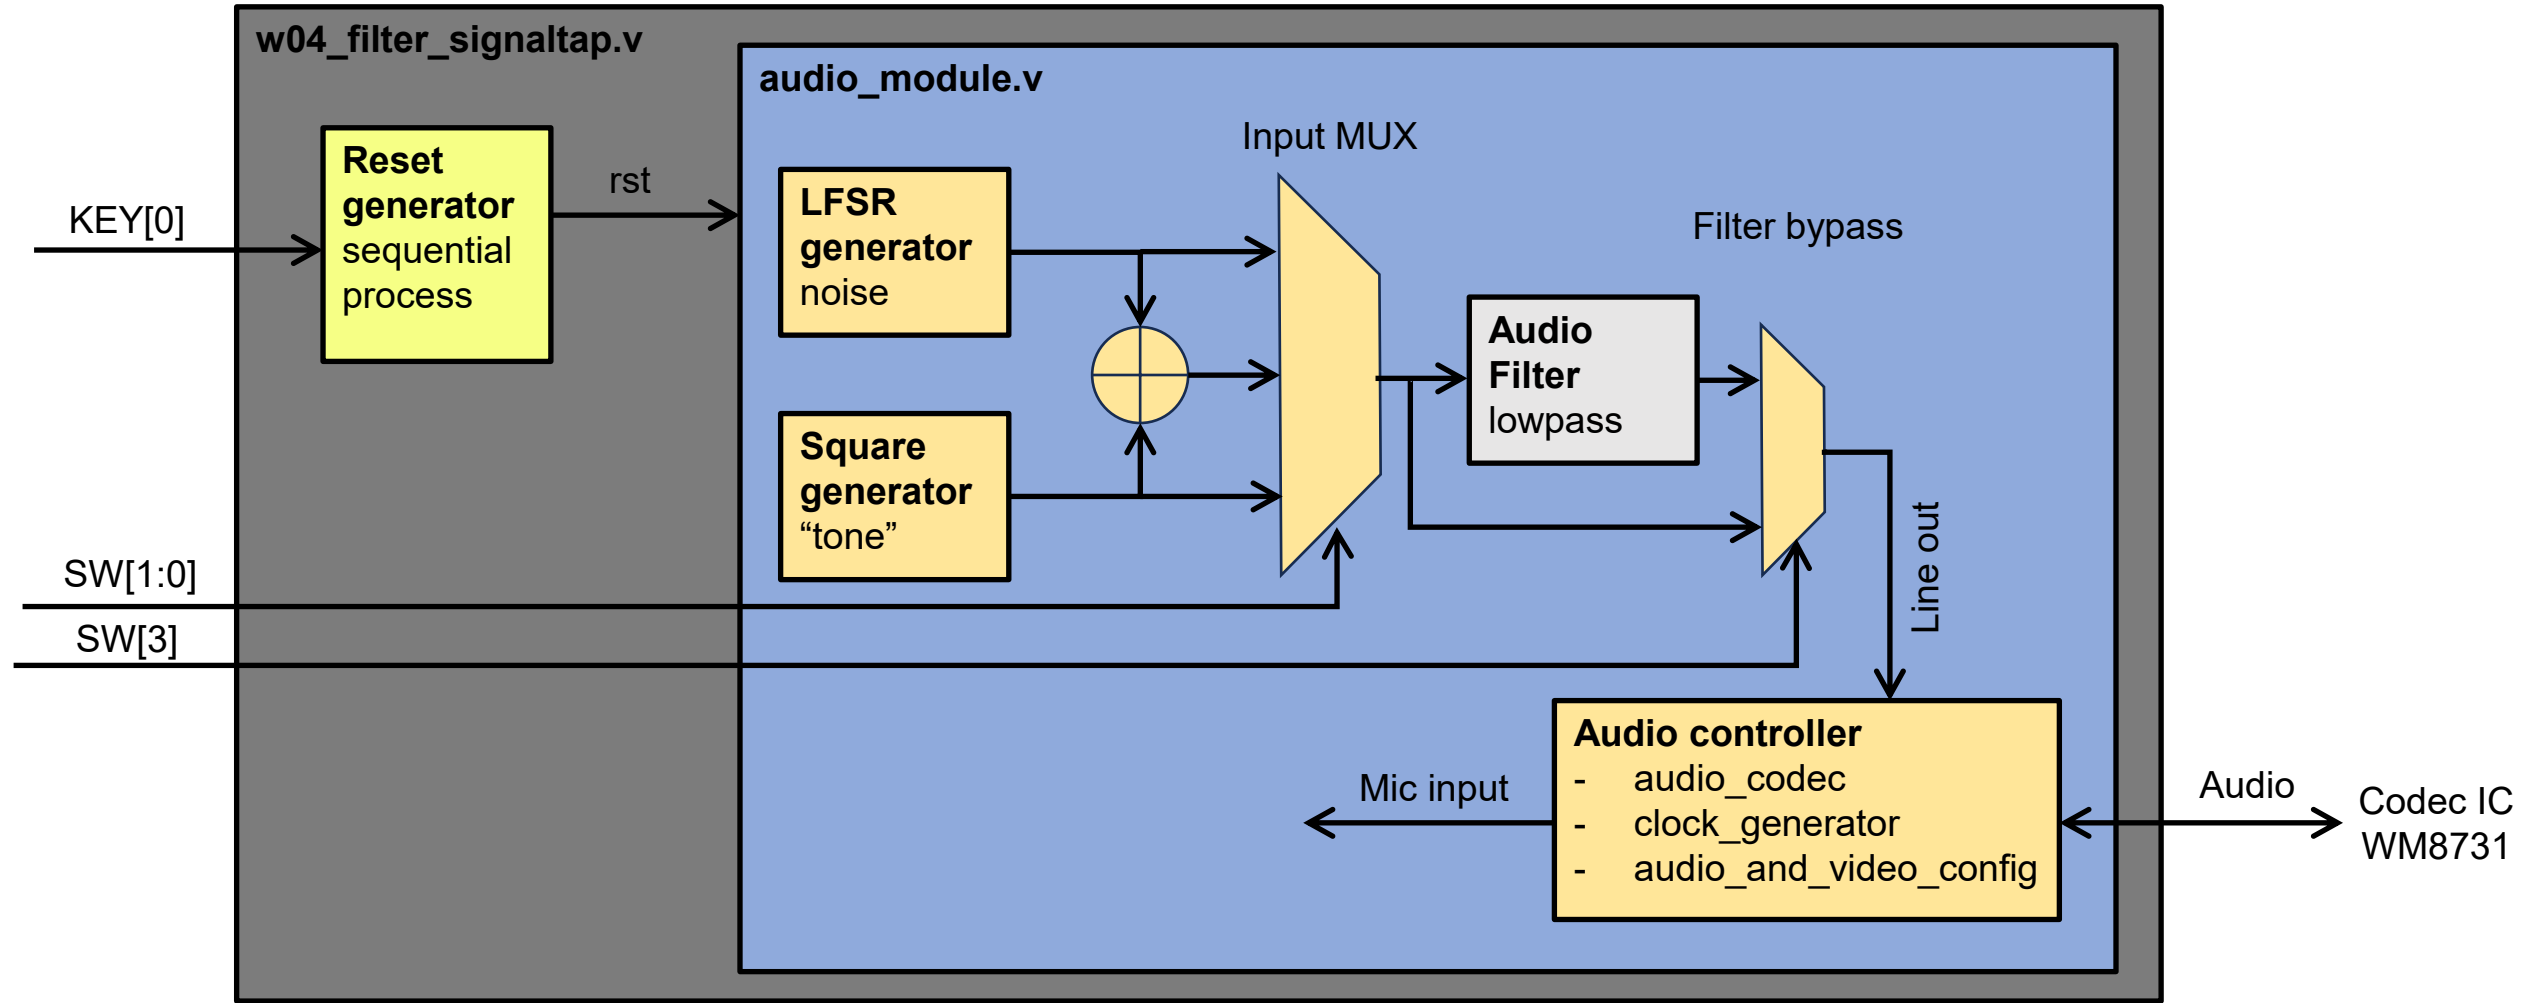 w04_filter_signaltap.v
audio_module.v
Input MUX
Reset
generator
sequential
process
rst
KEY[0]
LFSR
generator
noise
Filter bypass
Audio
Filter
lowpass
Square
generator
“tone”
SW[1:0]
SW[3]
Line out
Audio controller
- audio_codec
- clock_generator
- audio_and_video_config
Mic input
Audio
Codec IC
WM8731